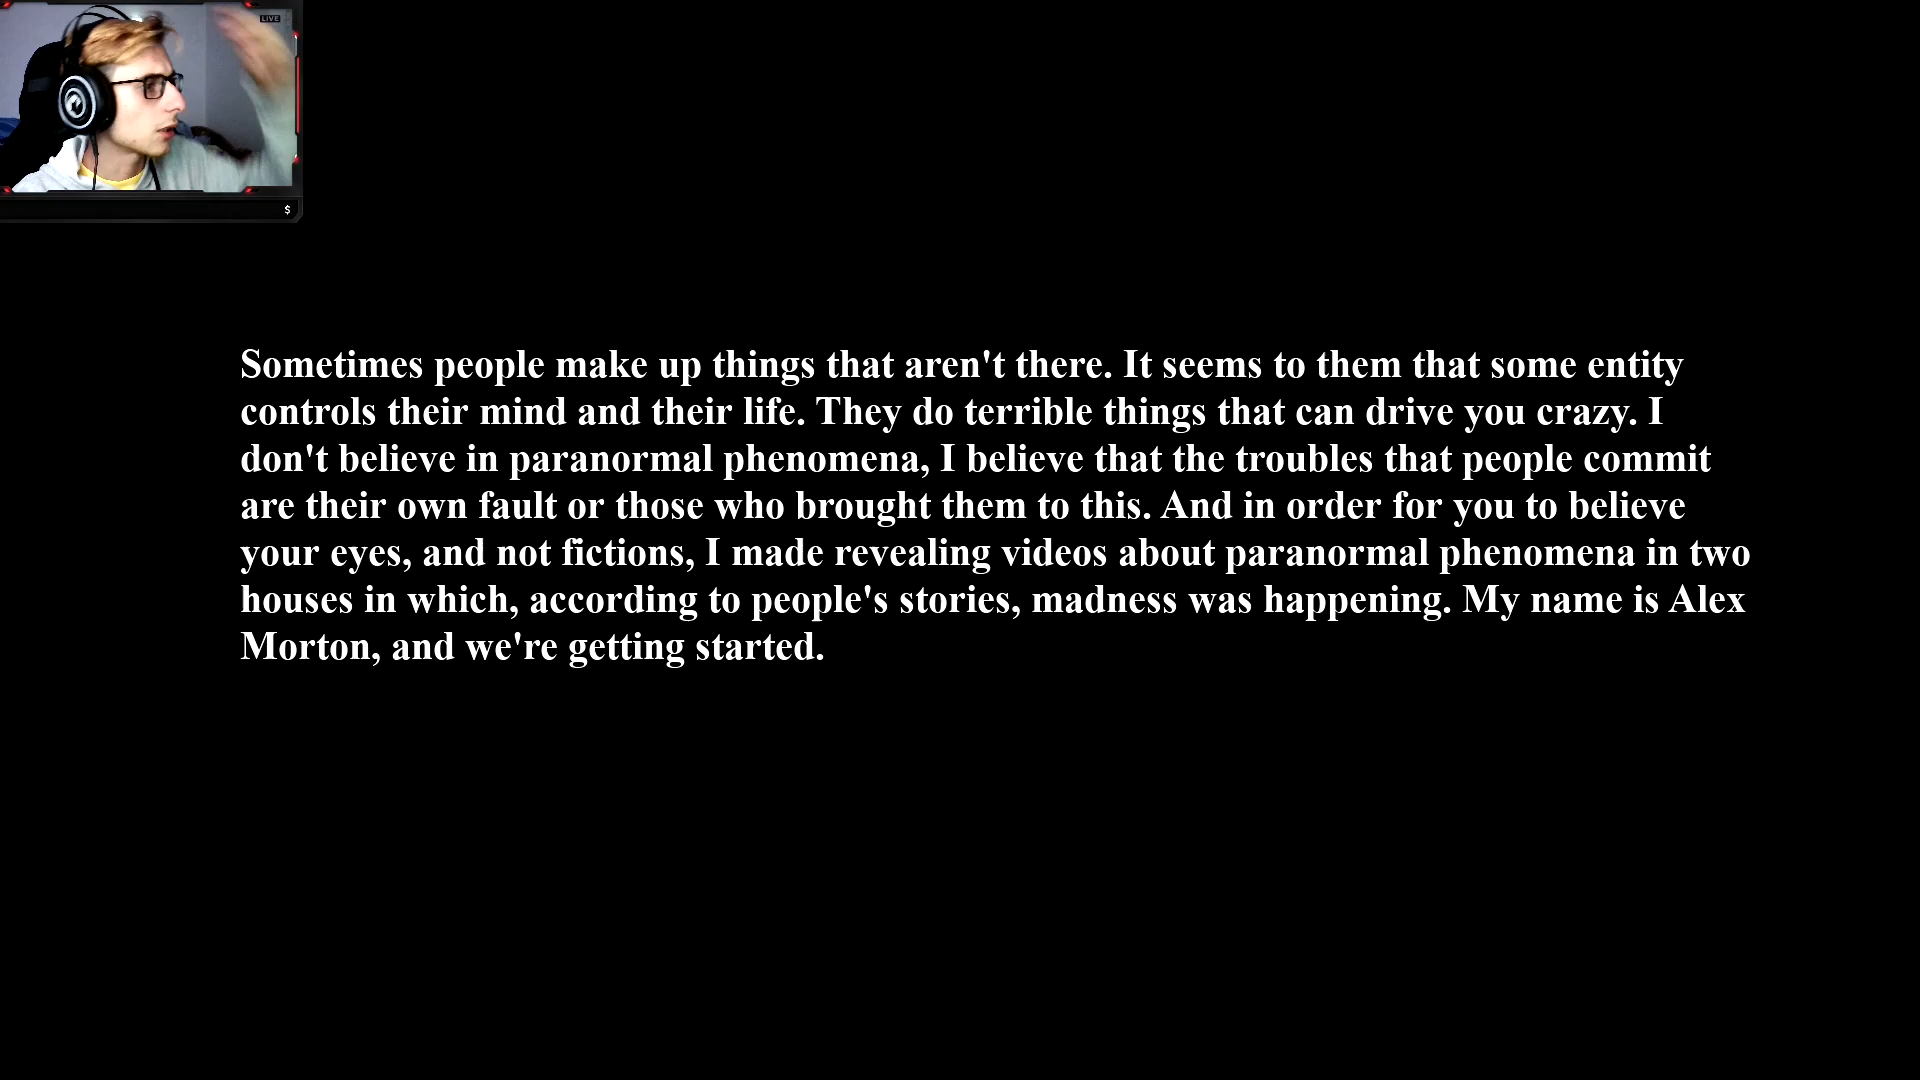 LIVE
$
Sometimes people make up things that aren't there. It seems to them that some entity
controls their mind and their life. They do terrible things that can drive you crazy. I
don't believe in paranormal phenomena, I believe that the troubles that people commit
are their own fault or those who brought them to this. And in order for you to believe
your eyes, and not fictions, I made revealing videos about paranormal phenomena in two
houses in which, according to people's stories, madness was happening. My name is Alex
Morton, and we're getting started.